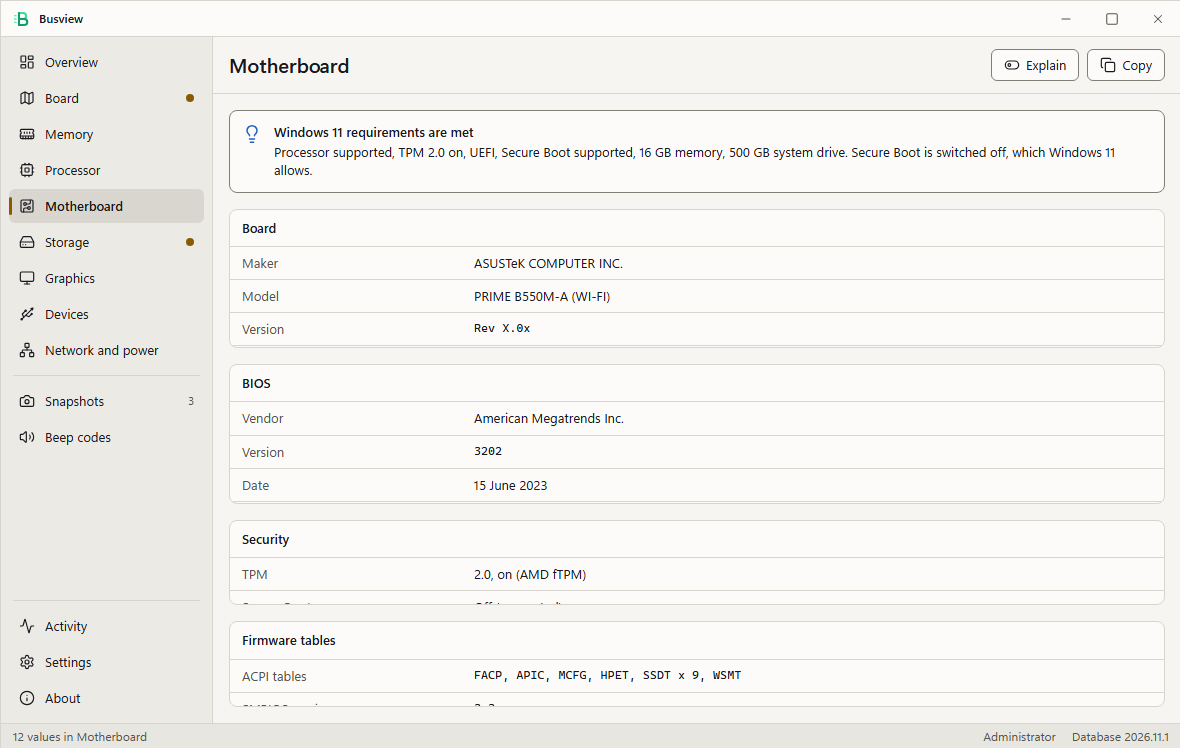 Busview
Overview
Board
Memory
Processor
Motherboard
Storage
Graphics
Devices
Network and power
Snapshots 3
Beep codes
Activity
Settings
About
Motherboard
Explain
Copy
Windows 11 requirements are met
Processor supported, TPM 2.0 on, UEFI, Secure Boot supported, 16 GB memory, 500 GB system drive. Secure Boot is switched off, which Windows 11
allows.
Board
Maker ASUSTeK COMPUTER INC.
Model PRIME B550M-A (WI-FI)
Version Rev X.0x
BIOS
Vendor American Megatrends Inc.
Version 3202
Date 15 June 2023
Security
TPM 2.0, on (AMD fTPM)
Firmware tables
ACPI tables FACP, APIC, MCFG, HPET, SSDT x 9, WSMT
12 values in Motherboard
Administrator
Database 2026.11.1